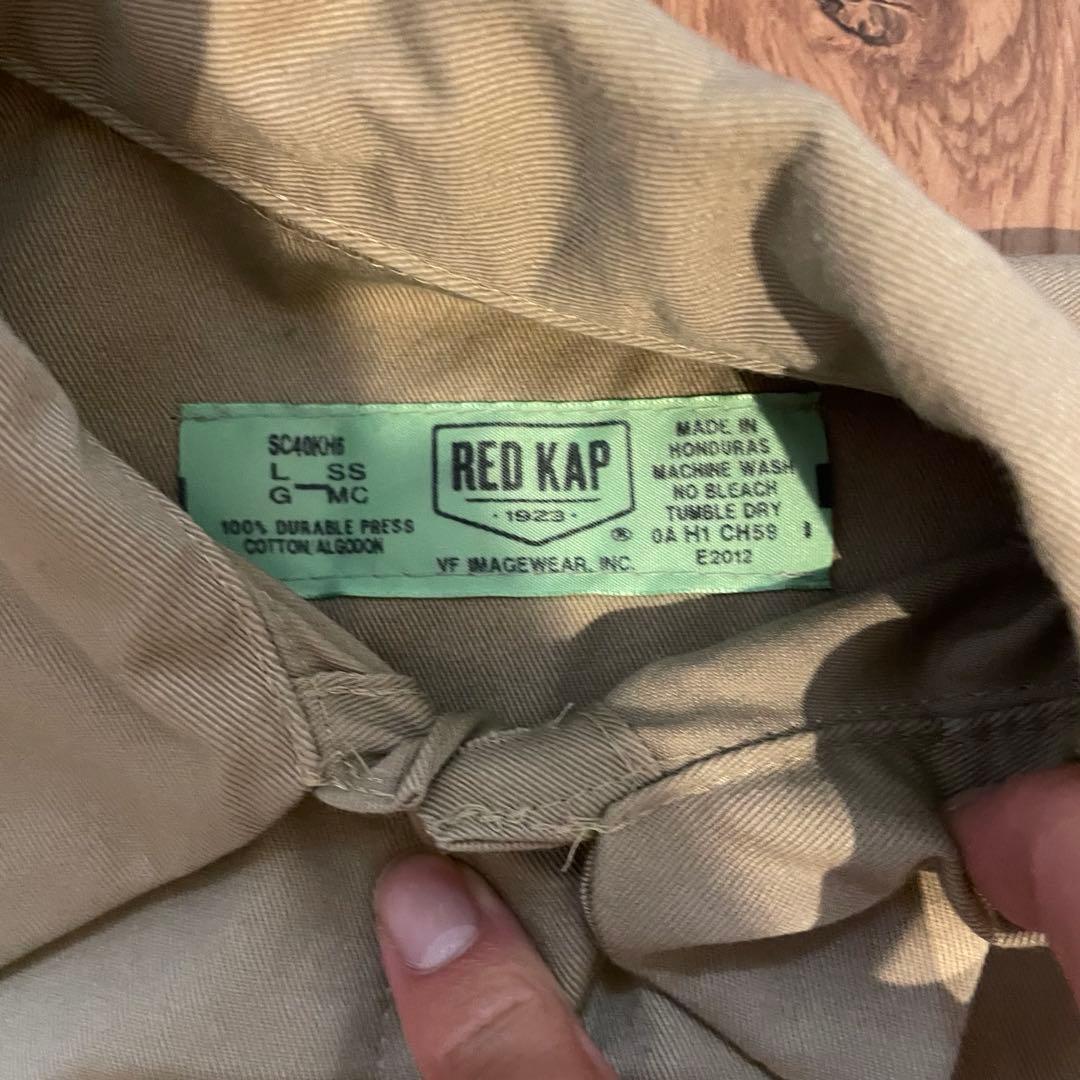 SC40KH6
L — SS
G — MC
100% DURABLE PRESS
COTTON/ALGODON
RED KAP
· 1923 ·
®
VF IMAGEWEAR, INC.
MADE IN
HONDURAS
MACHINE WASH
NO BLEACH
TUMBLE DRY
0A H1 CH59
E2012